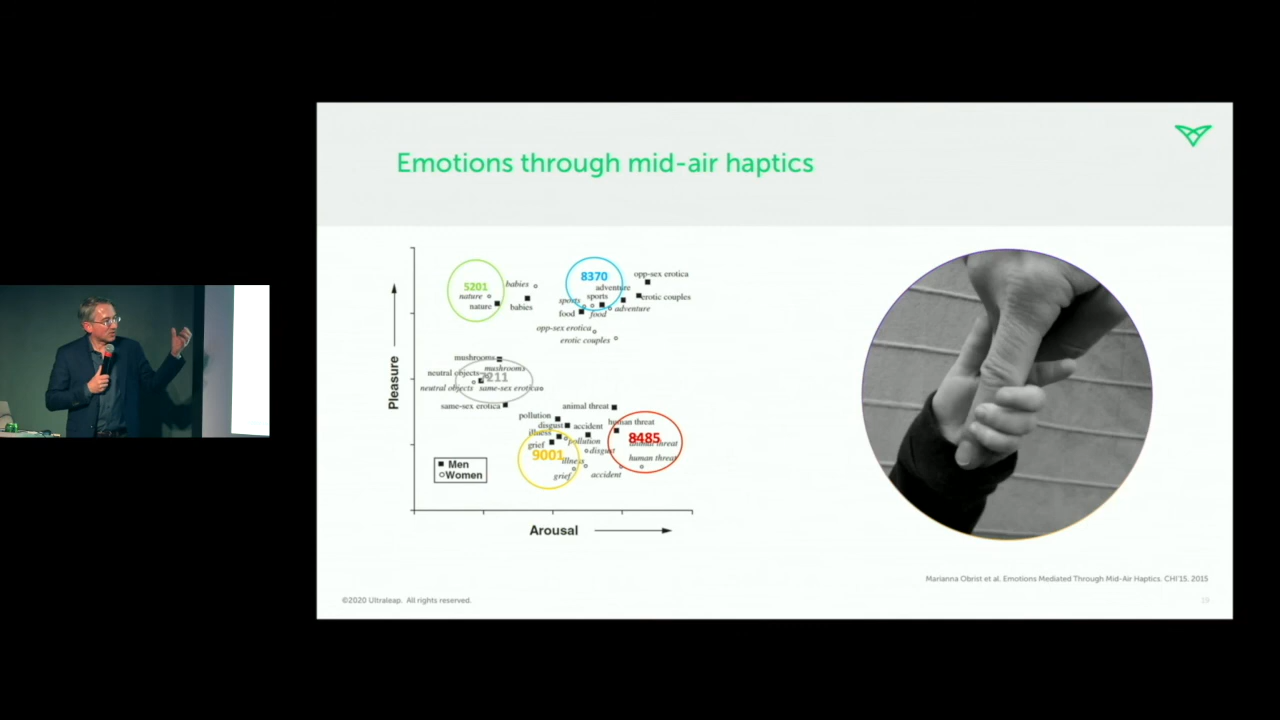 Emotions through mid-air haptics
opp-sex erotica
5201
8370
babies
adventure
nature
sports
sports
erotic couples
nature
babies
food
food
adventure
opp-sex erotica
erotic couples
mushrooms
mushrooms
neutral objects
neutral objects
same-sex erotica
same-sex erotica
animal threat
pollution
human threat
disgust
accident
illness
8485
grief
pollution
animal threat
9001
disgust
illness
human threat
grief
accident
Men
Women
Pleasure
Arousal
Marianna Obrist et al. Emotions Mediated Through Mid-Air Haptics. CHI'15, 2015
©2020 Ultraleap. All rights reserved.